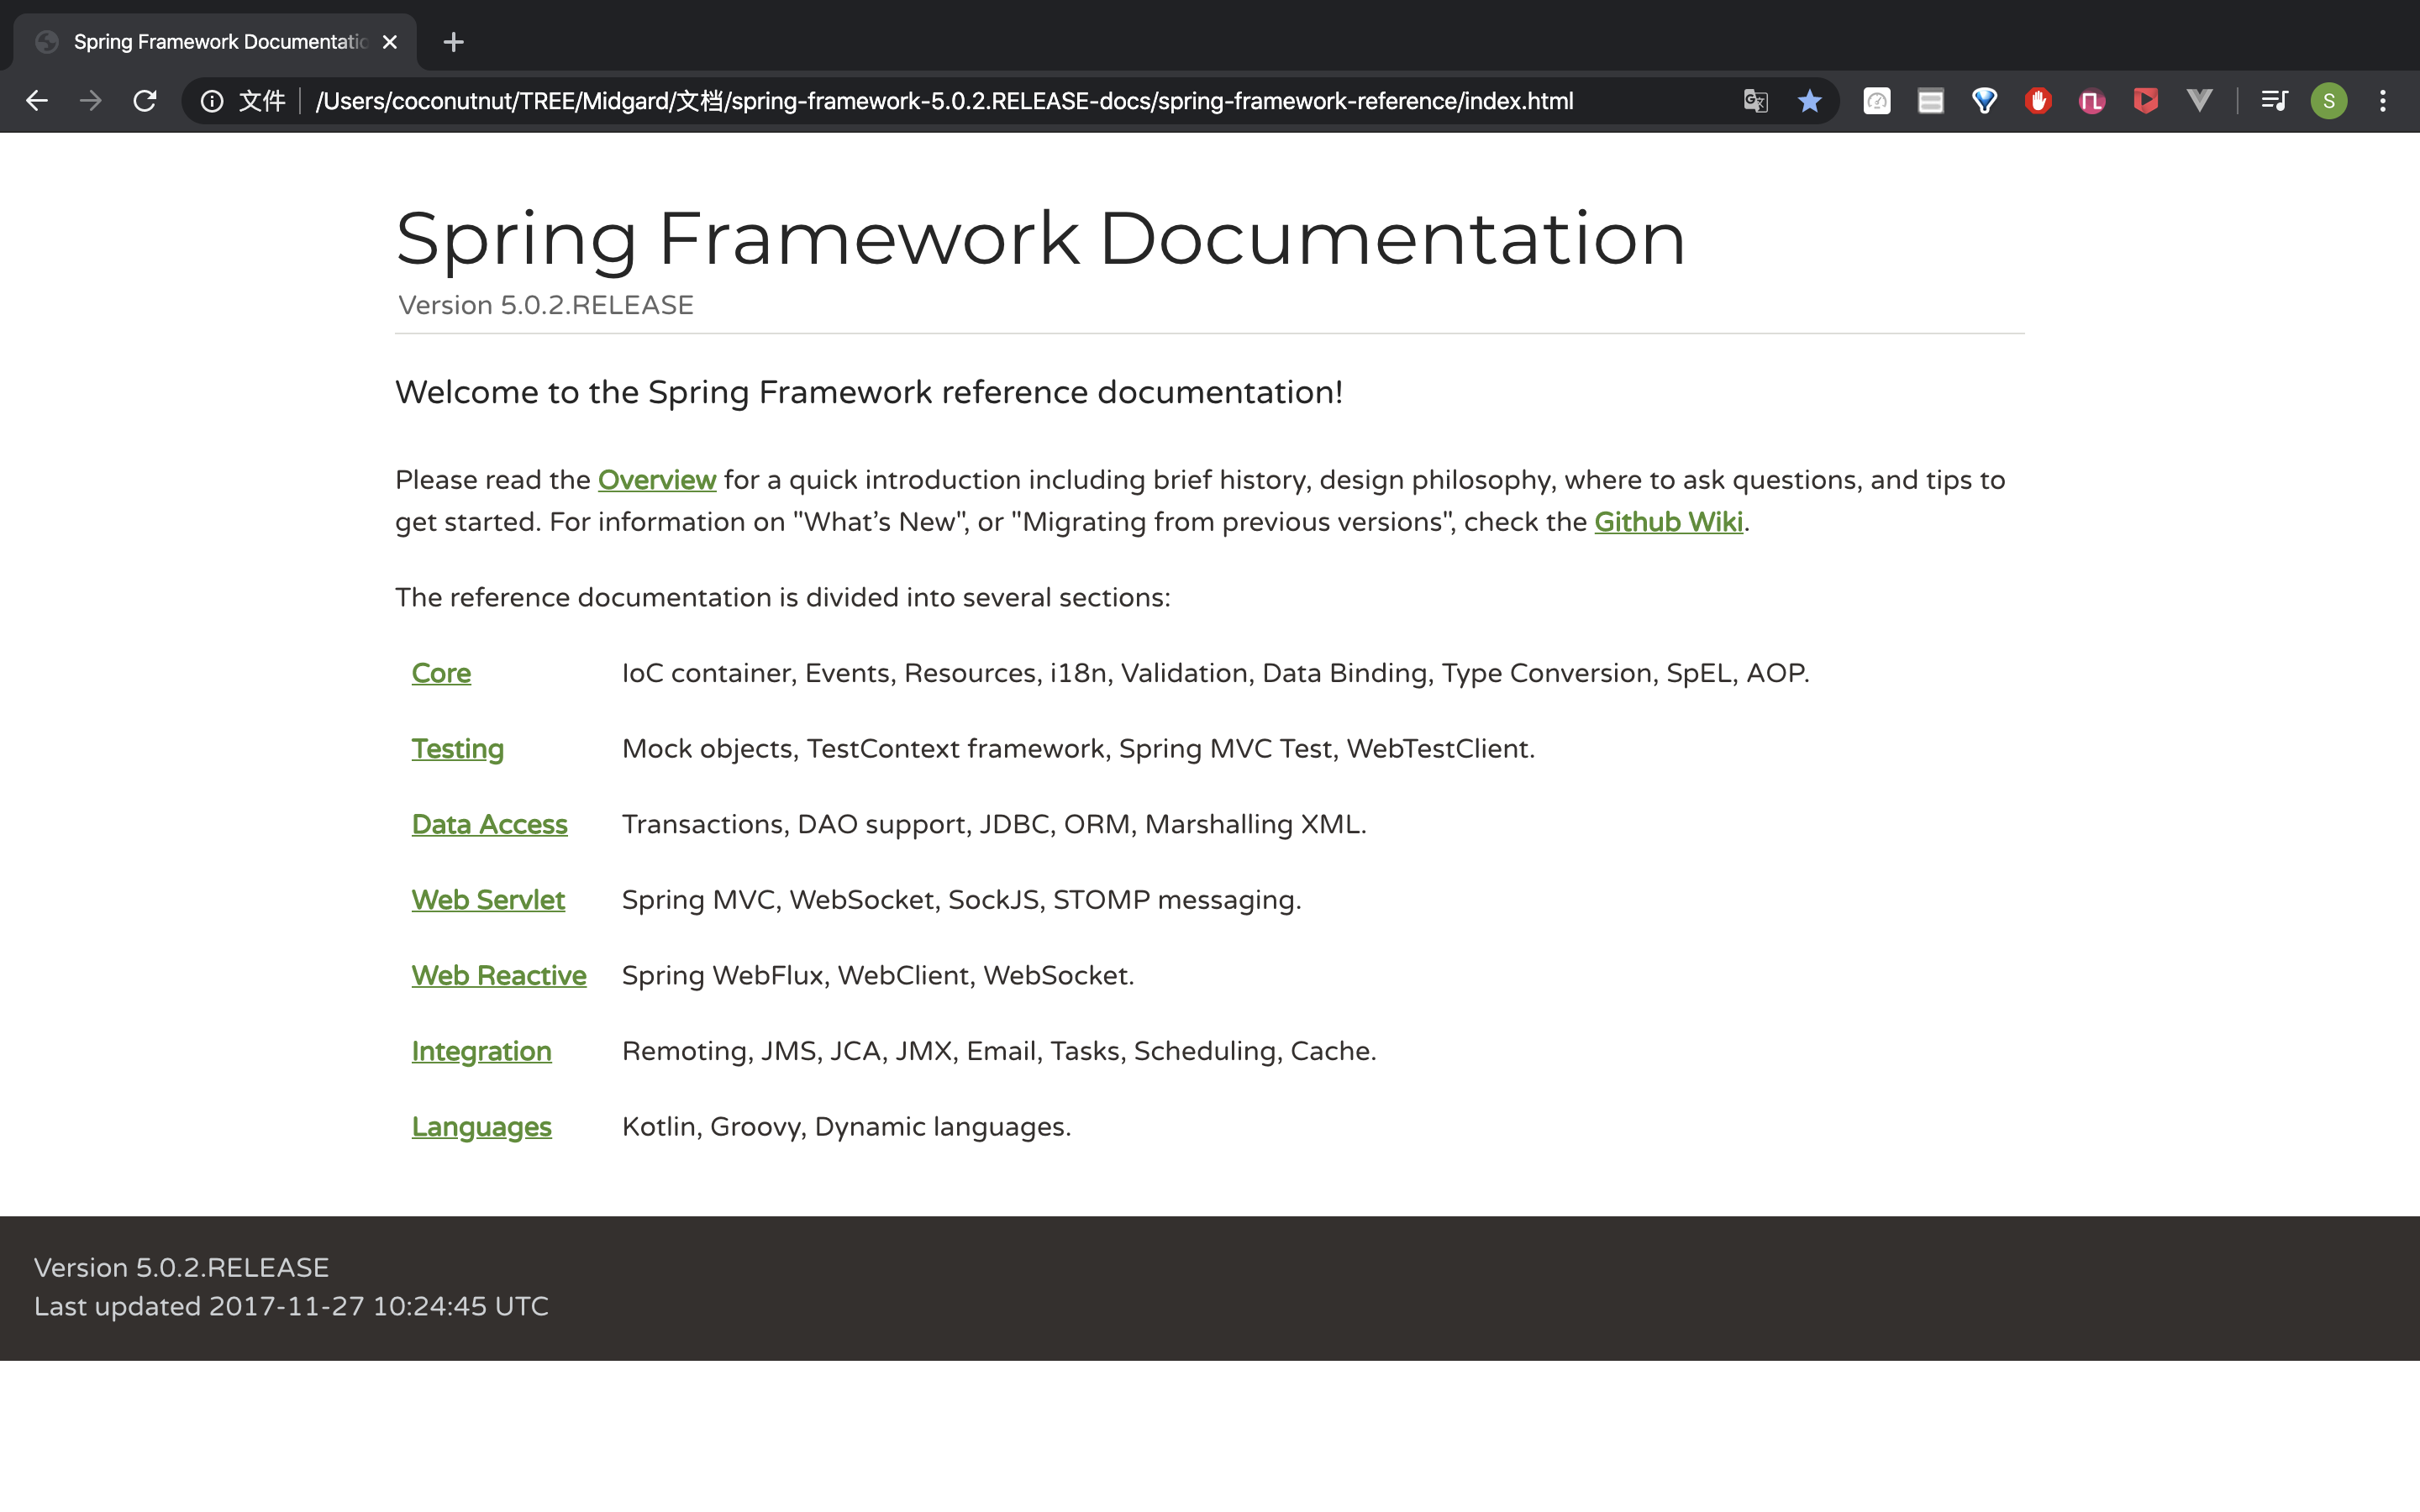 Spring Framework Documentatio
文件 /Users/coconutnut/TREE/Midgard/文档/spring-framework-5.0.2.RELEASE-docs/spring-framework-reference/index.html
S
Spring Framework Documentation
Version 5.0.2.RELEASE
Welcome to the Spring Framework reference documentation!
Please read the Overview for a quick introduction including brief history, design philosophy, where to ask questions, and tips to
get started. For information on "What’s New", or "Migrating from previous versions", check the Github Wiki.
The reference documentation is divided into several sections:
Core IoC container, Events, Resources, i18n, Validation, Data Binding, Type Conversion, SpEL, AOP.
Testing Mock objects, TestContext framework, Spring MVC Test, WebTestClient.
Data Access Transactions, DAO support, JDBC, ORM, Marshalling XML.
Web Servlet Spring MVC, WebSocket, SockJS, STOMP messaging.
Web Reactive Spring WebFlux, WebClient, WebSocket.
Integration Remoting, JMS, JCA, JMX, Email, Tasks, Scheduling, Cache.
Languages Kotlin, Groovy, Dynamic languages.
Version 5.0.2.RELEASE
Last updated 2017-11-27 10:24:45 UTC